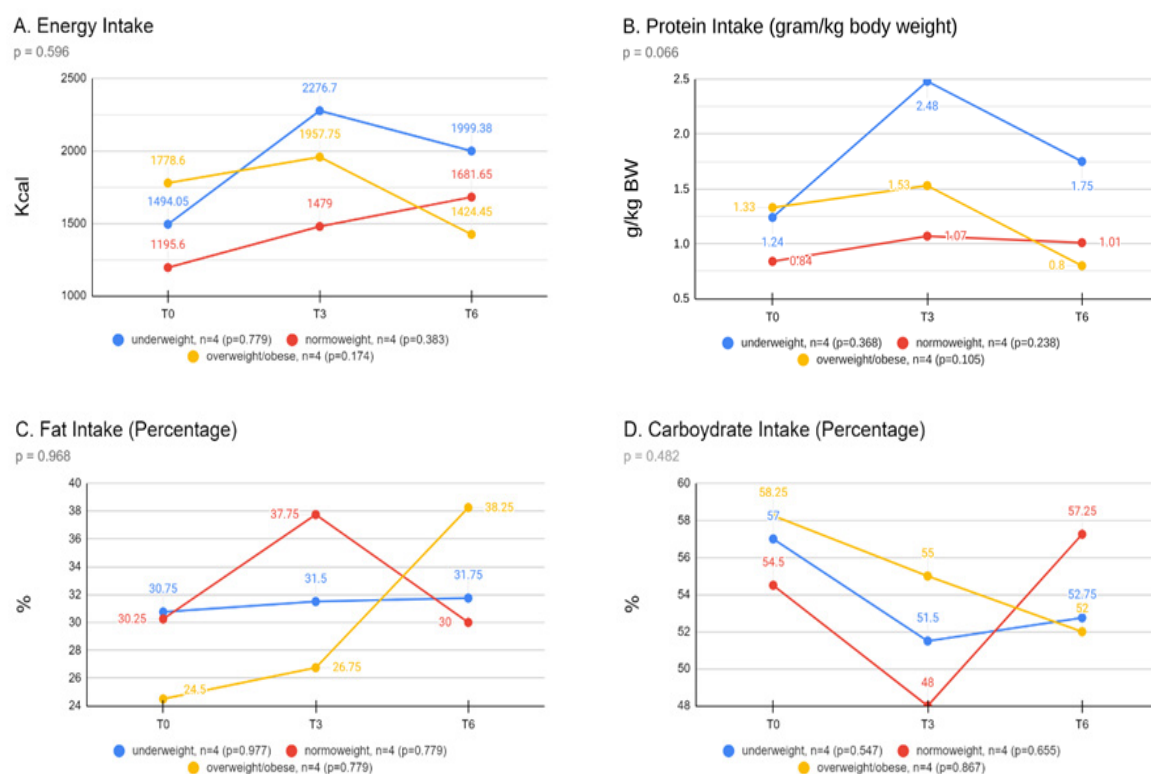 A. Energy Intake
p = 0.596
Kcal
2500
2000
1500
1000
2276.7
1999.38
1957.75
1778.6
1681.65
1494.05
1479
1424.45
1195.6
T0 T3 T6
underweight, n=4 (p=0.779) normoweight, n=4 (p=0.383)
overweight/obese, n=4 (p=0.174)
B. Protein Intake (gram/kg body weight)
p = 0.066
g/kg BW
2.5
2.0
1.5
1.0
0.5
2.48
1.75
1.53
1.33
1.24
1.07
1.01
0.84
0.8
T0 T3 T6
underweight, n=4 (p=0.368) normoweight, n=4 (p=0.238)
overweight/obese, n=4 (p=0.105)
C. Fat Intake (Percentage)
p = 0.968
%
40
38
36
34
32
30
28
26
24
38.25
37.75
31.75
31.5
30.75
30.25
30
26.75
24.5
T0 T3 T6
underweight, n=4 (p=0.977) normoweight, n=4 (p=0.779)
overweight/obese, n=4 (p=0.779)
D. Carboydrate Intake (Percentage)
p = 0.482
%
60
58
56
54
52
50
48
58.25
57
57.25
55
54.5
52.75
52
51.5
48
T0 T3 T6
underweight, n=4 (p=0.547) normoweight, n=4 (p=0.655)
overweight/obese, n=4 (p=0.867)